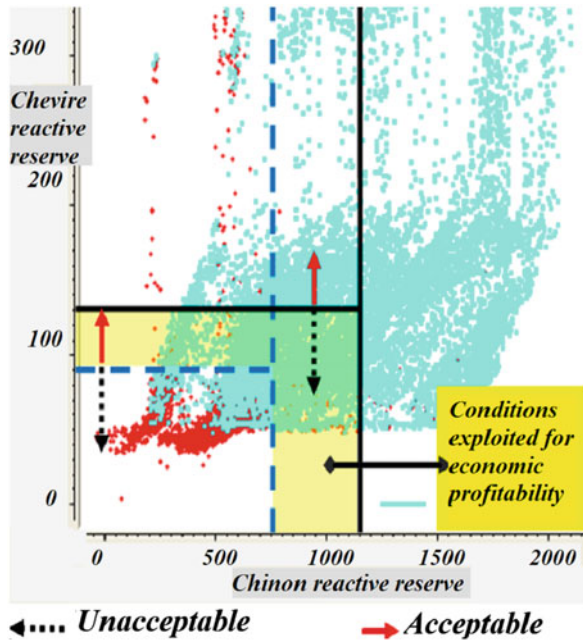 300
Chevire
reactive
reserve
200
100
0
Conditions
exploited for
economic
profitability
0 500 1000 1500 2000
Chinon reactive reserve
Unacceptable Acceptable